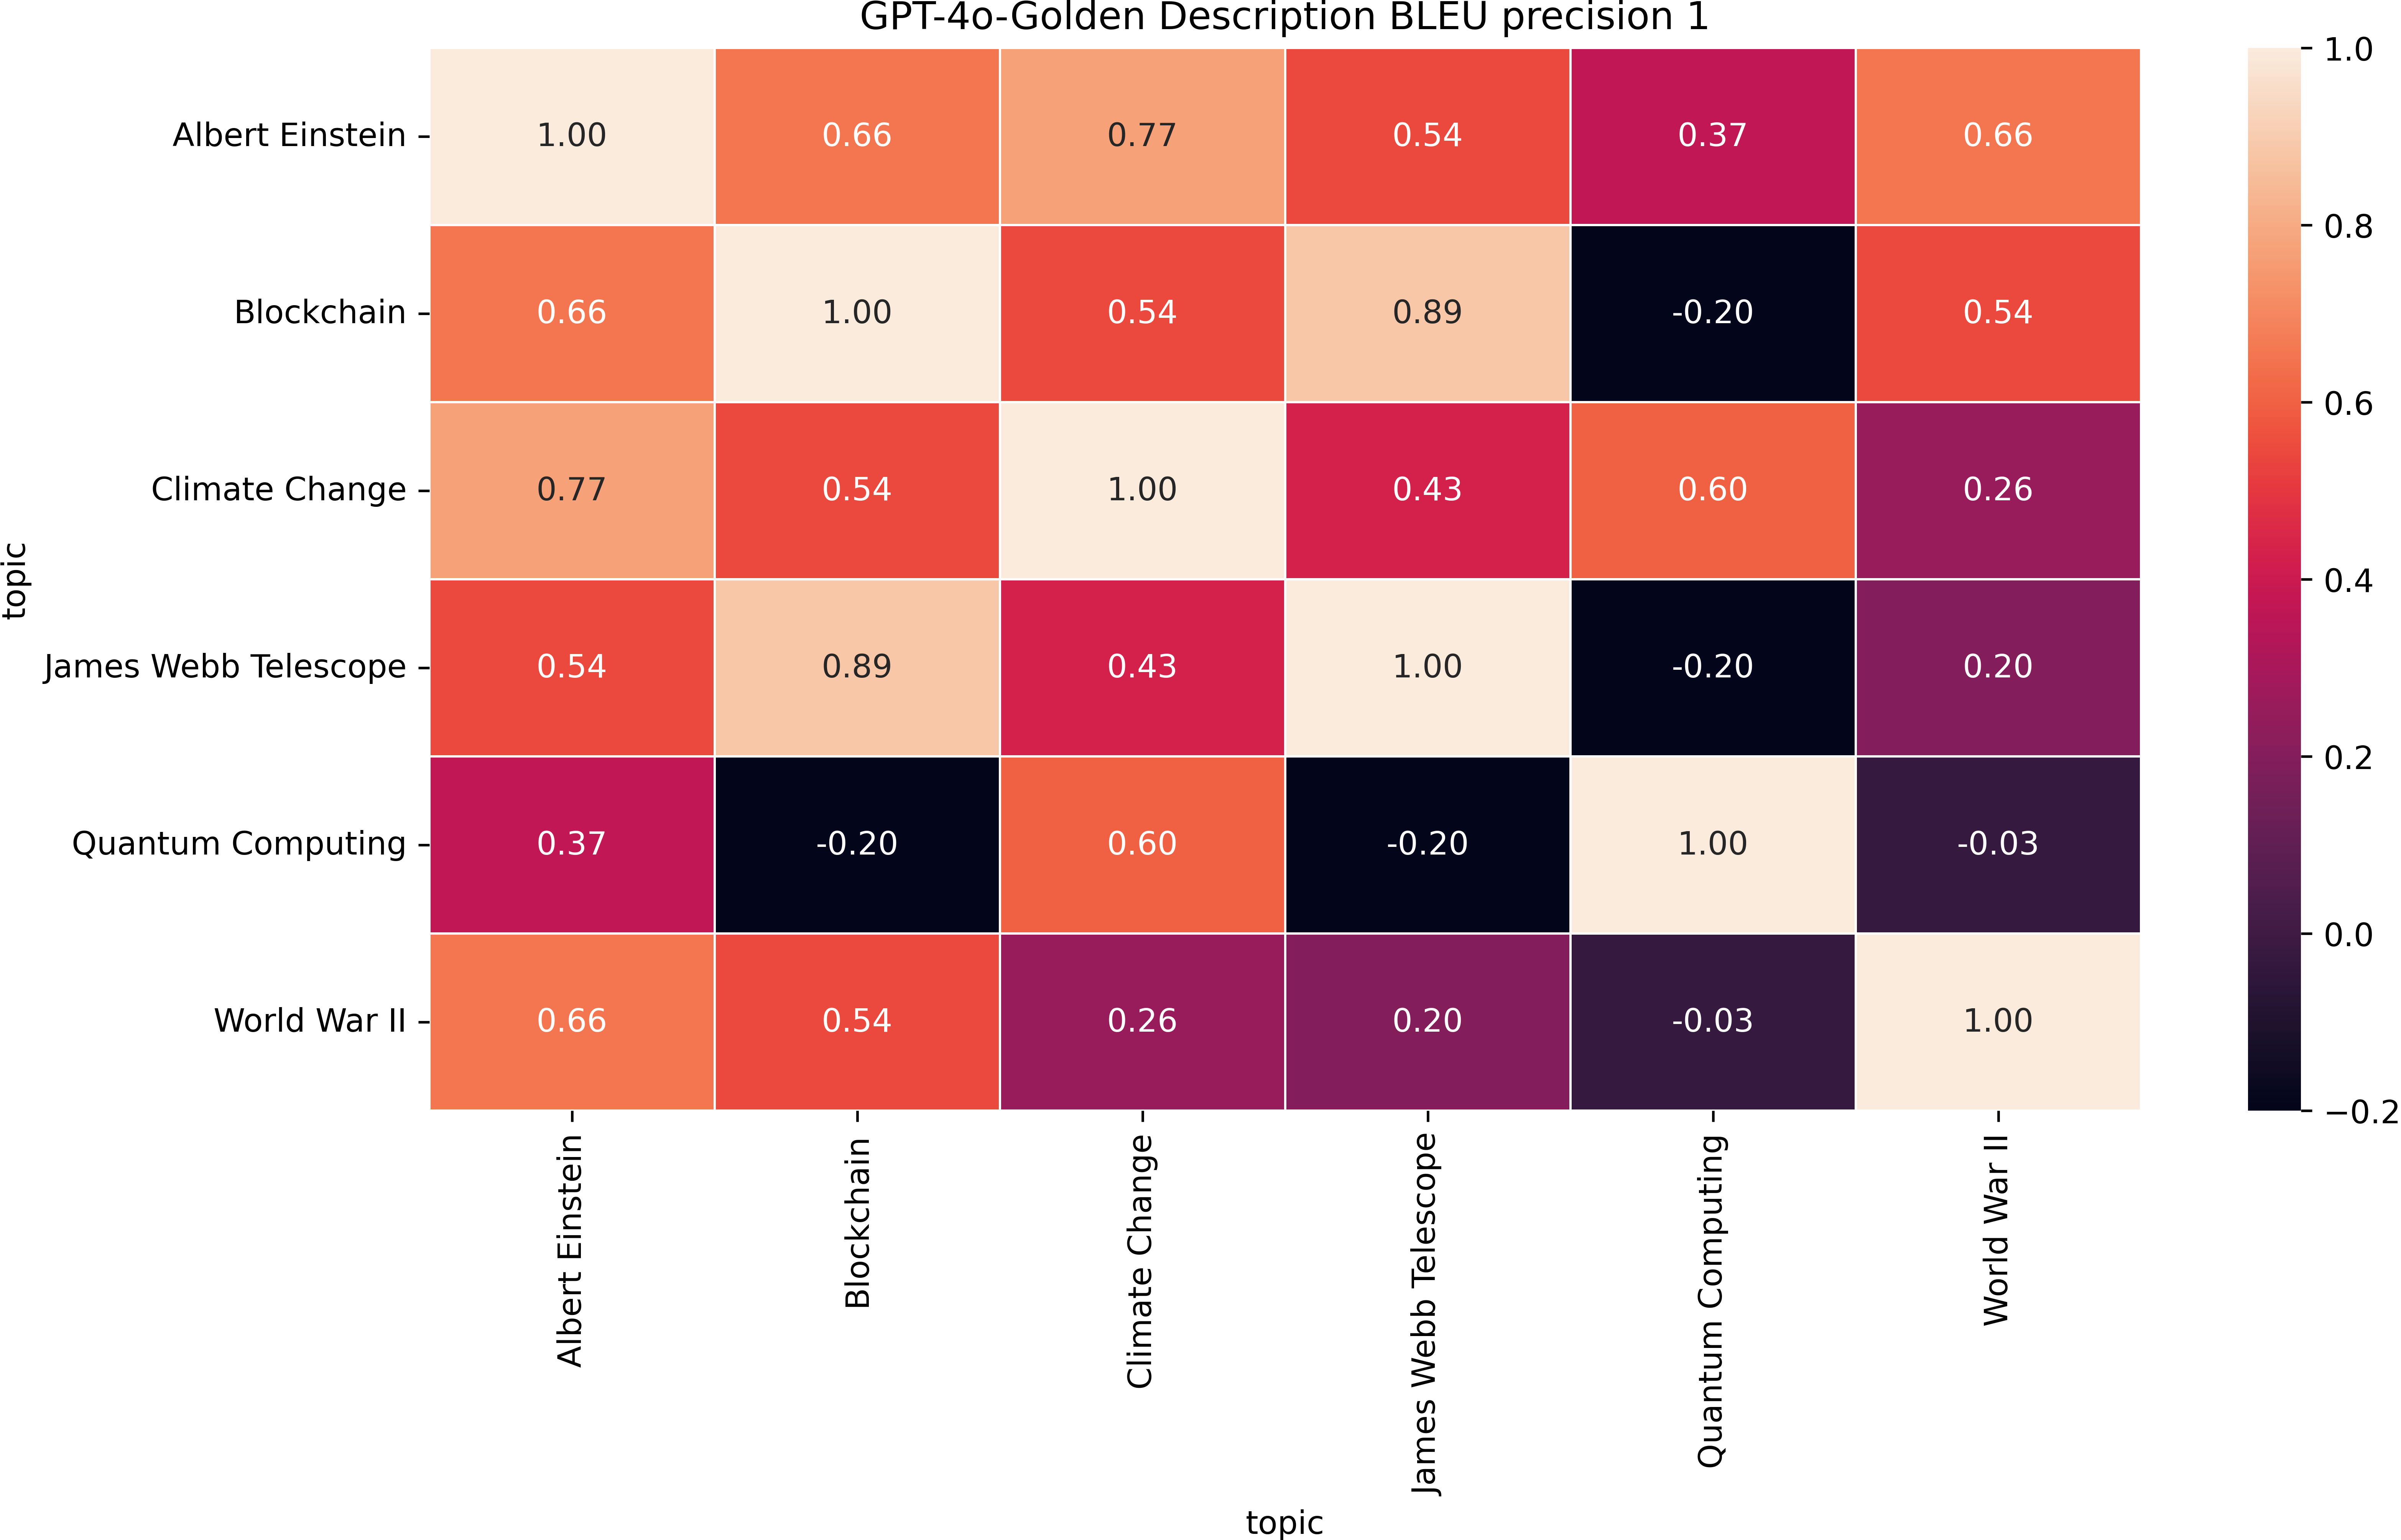 GPT-4o-Golden Description BLEU precision 1
Albert Einstein 1.00 0.66 0.77 0.54 0.37 0.66
Blockchain 0.66 1.00 0.54 0.89 -0.20 0.54
Climate Change 0.77 0.54 1.00 0.43 0.60 0.26
James Webb Telescope 0.54 0.89 0.43 1.00 -0.20 0.20
Quantum Computing 0.37 -0.20 0.60 -0.20 1.00 -0.03
World War II 0.66 0.54 0.26 0.20 -0.03 1.00
topic
Albert Einstein
Blockchain
Climate Change
James Webb Telescope
Quantum Computing
World War II
topic
1.0
0.8
0.6
0.4
0.2
0.0
−0.2